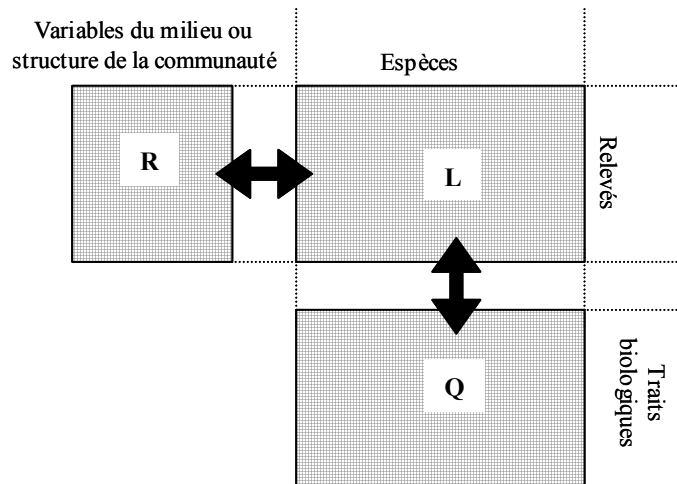 Variables du milieu ou
structure de la communauté
Espèces
R
L
Relevés
Q
Traits
biologiques